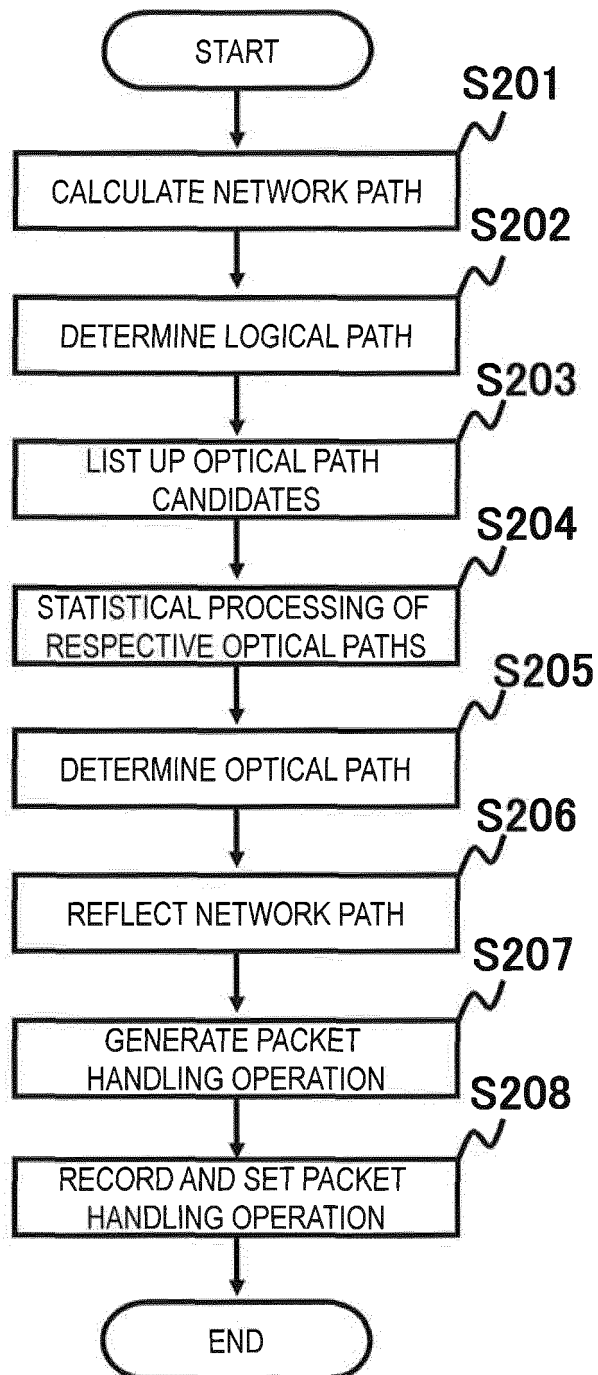 START
S201
CALCULATE NETWORK PATH
S202
DETERMINE LOGICAL PATH
S203
LIST UP OPTICAL PATH
CANDIDATES
S204
STATISTICAL PROCESSING OF
RESPECTIVE OPTICAL PATHS
S205
DETERMINE OPTICAL PATH
S206
REFLECT NETWORK PATH
S207
GENERATE PACKET
HANDLING OPERATION
S208
RECORD AND SET PACKET
HANDLING OPERATION
END